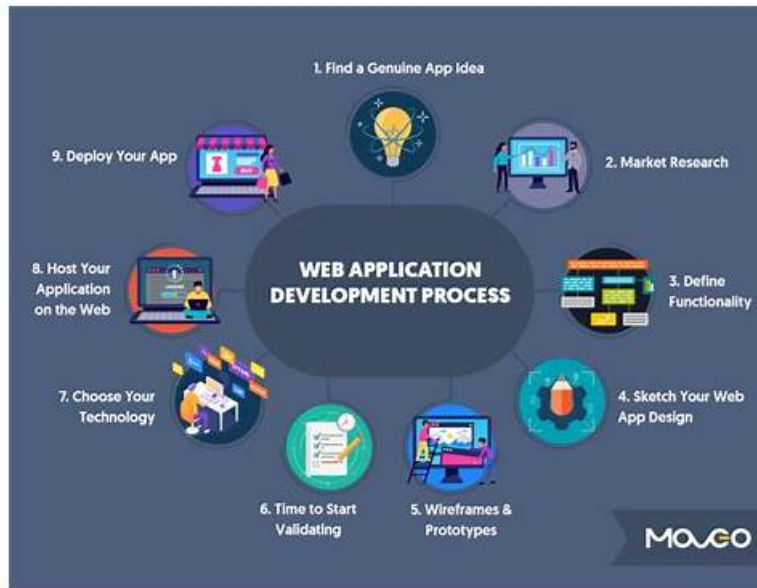 1. Find a Genuine App Idea
9. Deploy Your App
2. Market Research
8. Host Your
Application
on the Web
WEB APPLICATION
DEVELOPMENT PROCESS
3. Define
Functionality
7. Choose Your
Technology
4. Sketch Your Web
App Design
6. Time to Start
Validating
5. Wireframes &
Prototypes